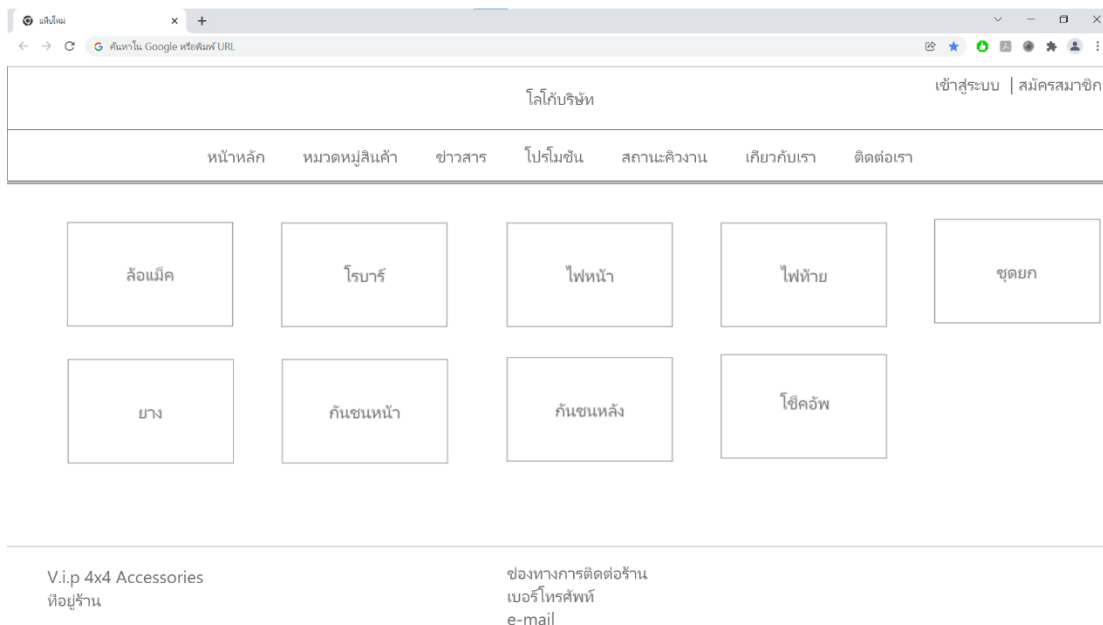 แท็บใหม่
ค้นหาใน Google หรือพิมพ์ URL
เข้าสู่ระบบ | สมัครสมาชิก
โลโก้บริษัท
หน้าหลัก หมวดหมู่สินค้า ข่าวสาร โปรโมชัน สถานะคิวงาน เกี่ยวกับเรา ติดต่อเรา
ล้อแม็ค โรบาร์ ไฟหน้า ไฟท้าย ชุดยก
ยาง กันชนหน้า กันชนหลัง โช๊คอัพ
V.i.p 4x4 Accessories
ที่อยู่ร้าน
ช่องทางการติดต่อร้าน
เบอร์โทรศัพท์
e-mail